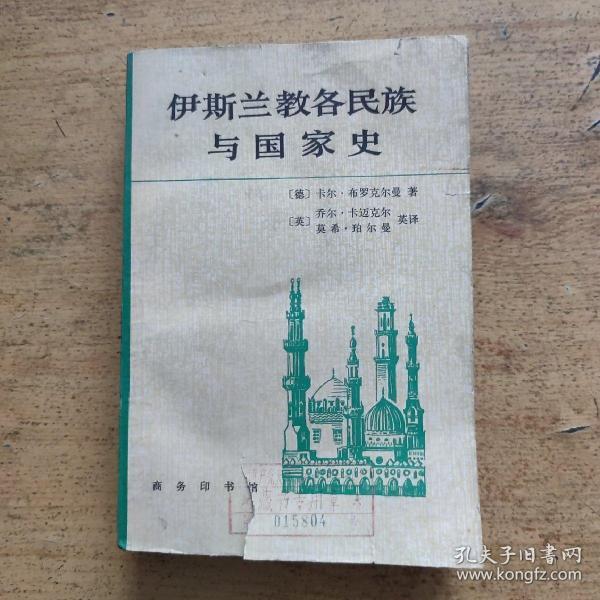 伊斯兰教各民族
与国家史
〔德〕卡尔·布罗克尔曼 著
〔英〕乔尔·卡迈克尔
莫希·珀尔曼 英译
商务印书馆
015804
孔夫子旧书网
www.kongfz.com